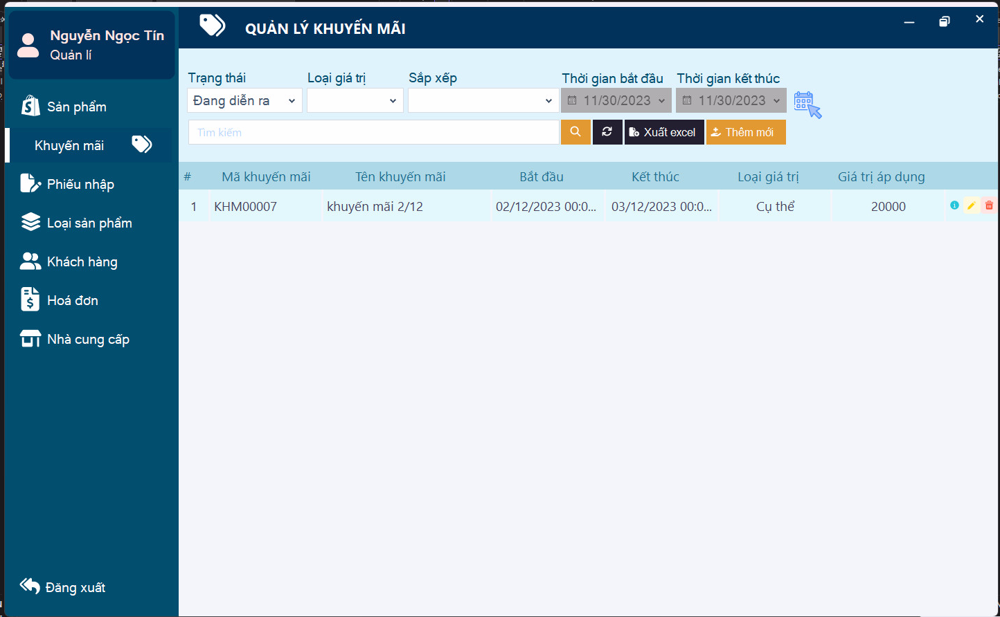 Nguyễn Ngọc Tín
Quản lí
Sản phẩm
Khuyến mãi
Phiếu nhập
Loại sản phẩm
Khách hàng
Hoá đơn
Nhà cung cấp
Đăng xuất
QUẢN LÝ KHUYẾN MÃI
Trạng thái Loại giá trị Sắp xếp Thời gian bắt đầu Thời gian kết thúc
Đang diễn ra 11/30/2023 11/30/2023
Tìm kiếm Xuất excel Thêm mới
# Mã khuyến mãi Tên khuyến mãi Bắt đầu Kết thúc Loại giá trị Giá trị áp dụng
1 KHM00007 khuyến mãi 2/12 02/12/2023 00:0... 03/12/2023 00:0... Cụ thể 20000